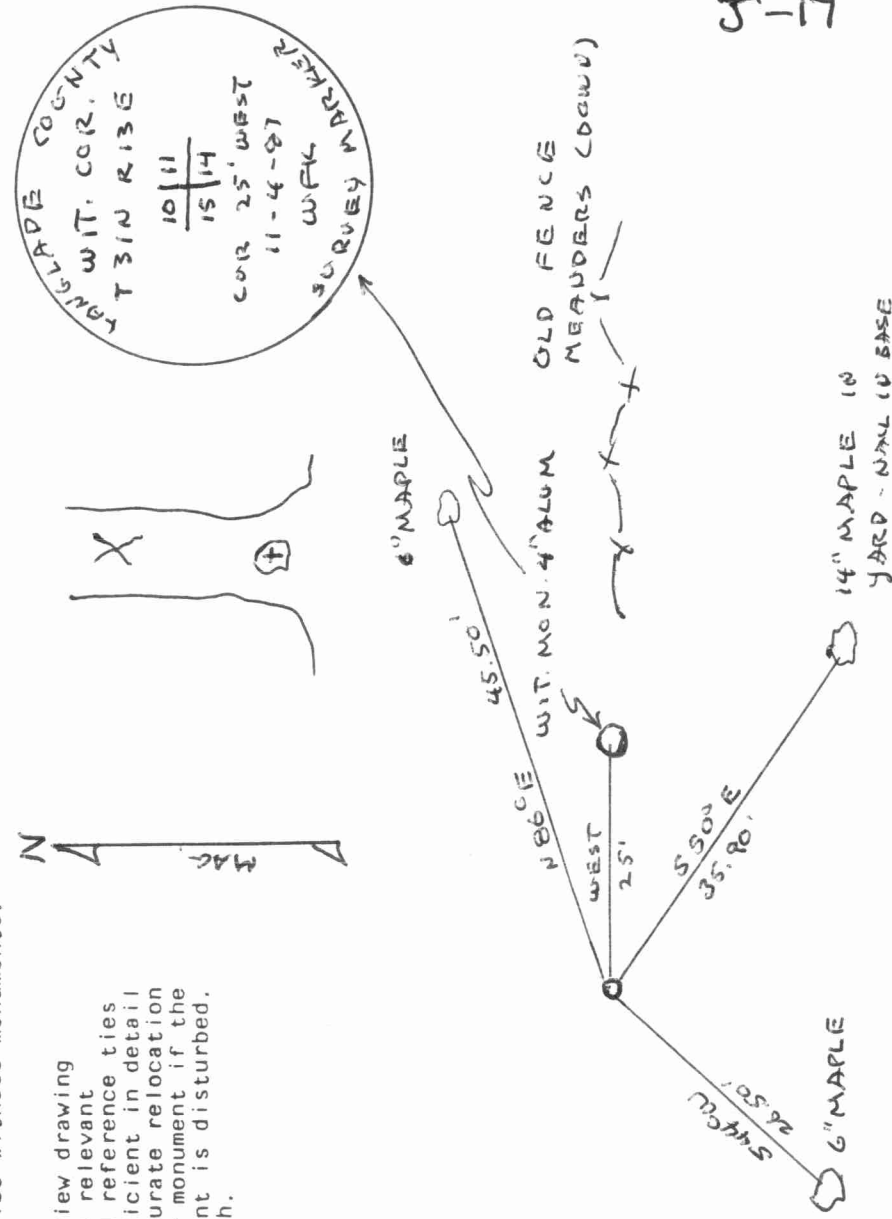 iew drawing
relevant
reference ties
icient in detail
urate relocation
monument if the
nt is disturbed.
h.
N
MAG
LANGLADE COUNTY
WIT. COR.
T31N R13E
10 | 11
15 | 14
COR 25' WEST
11-4-87
WFK
SURVEY MARKER
X
6" MAPLE
45.50'
N 86° E
WIT. MON. 4" ALUM
OLD FENCE
MEANDERS (DOWN)
WEST
25'
S 50° E
35.90'
S 44° W
26.50'
6" MAPLE
14" MAPLE IN
YARD - NAIL IN BASE